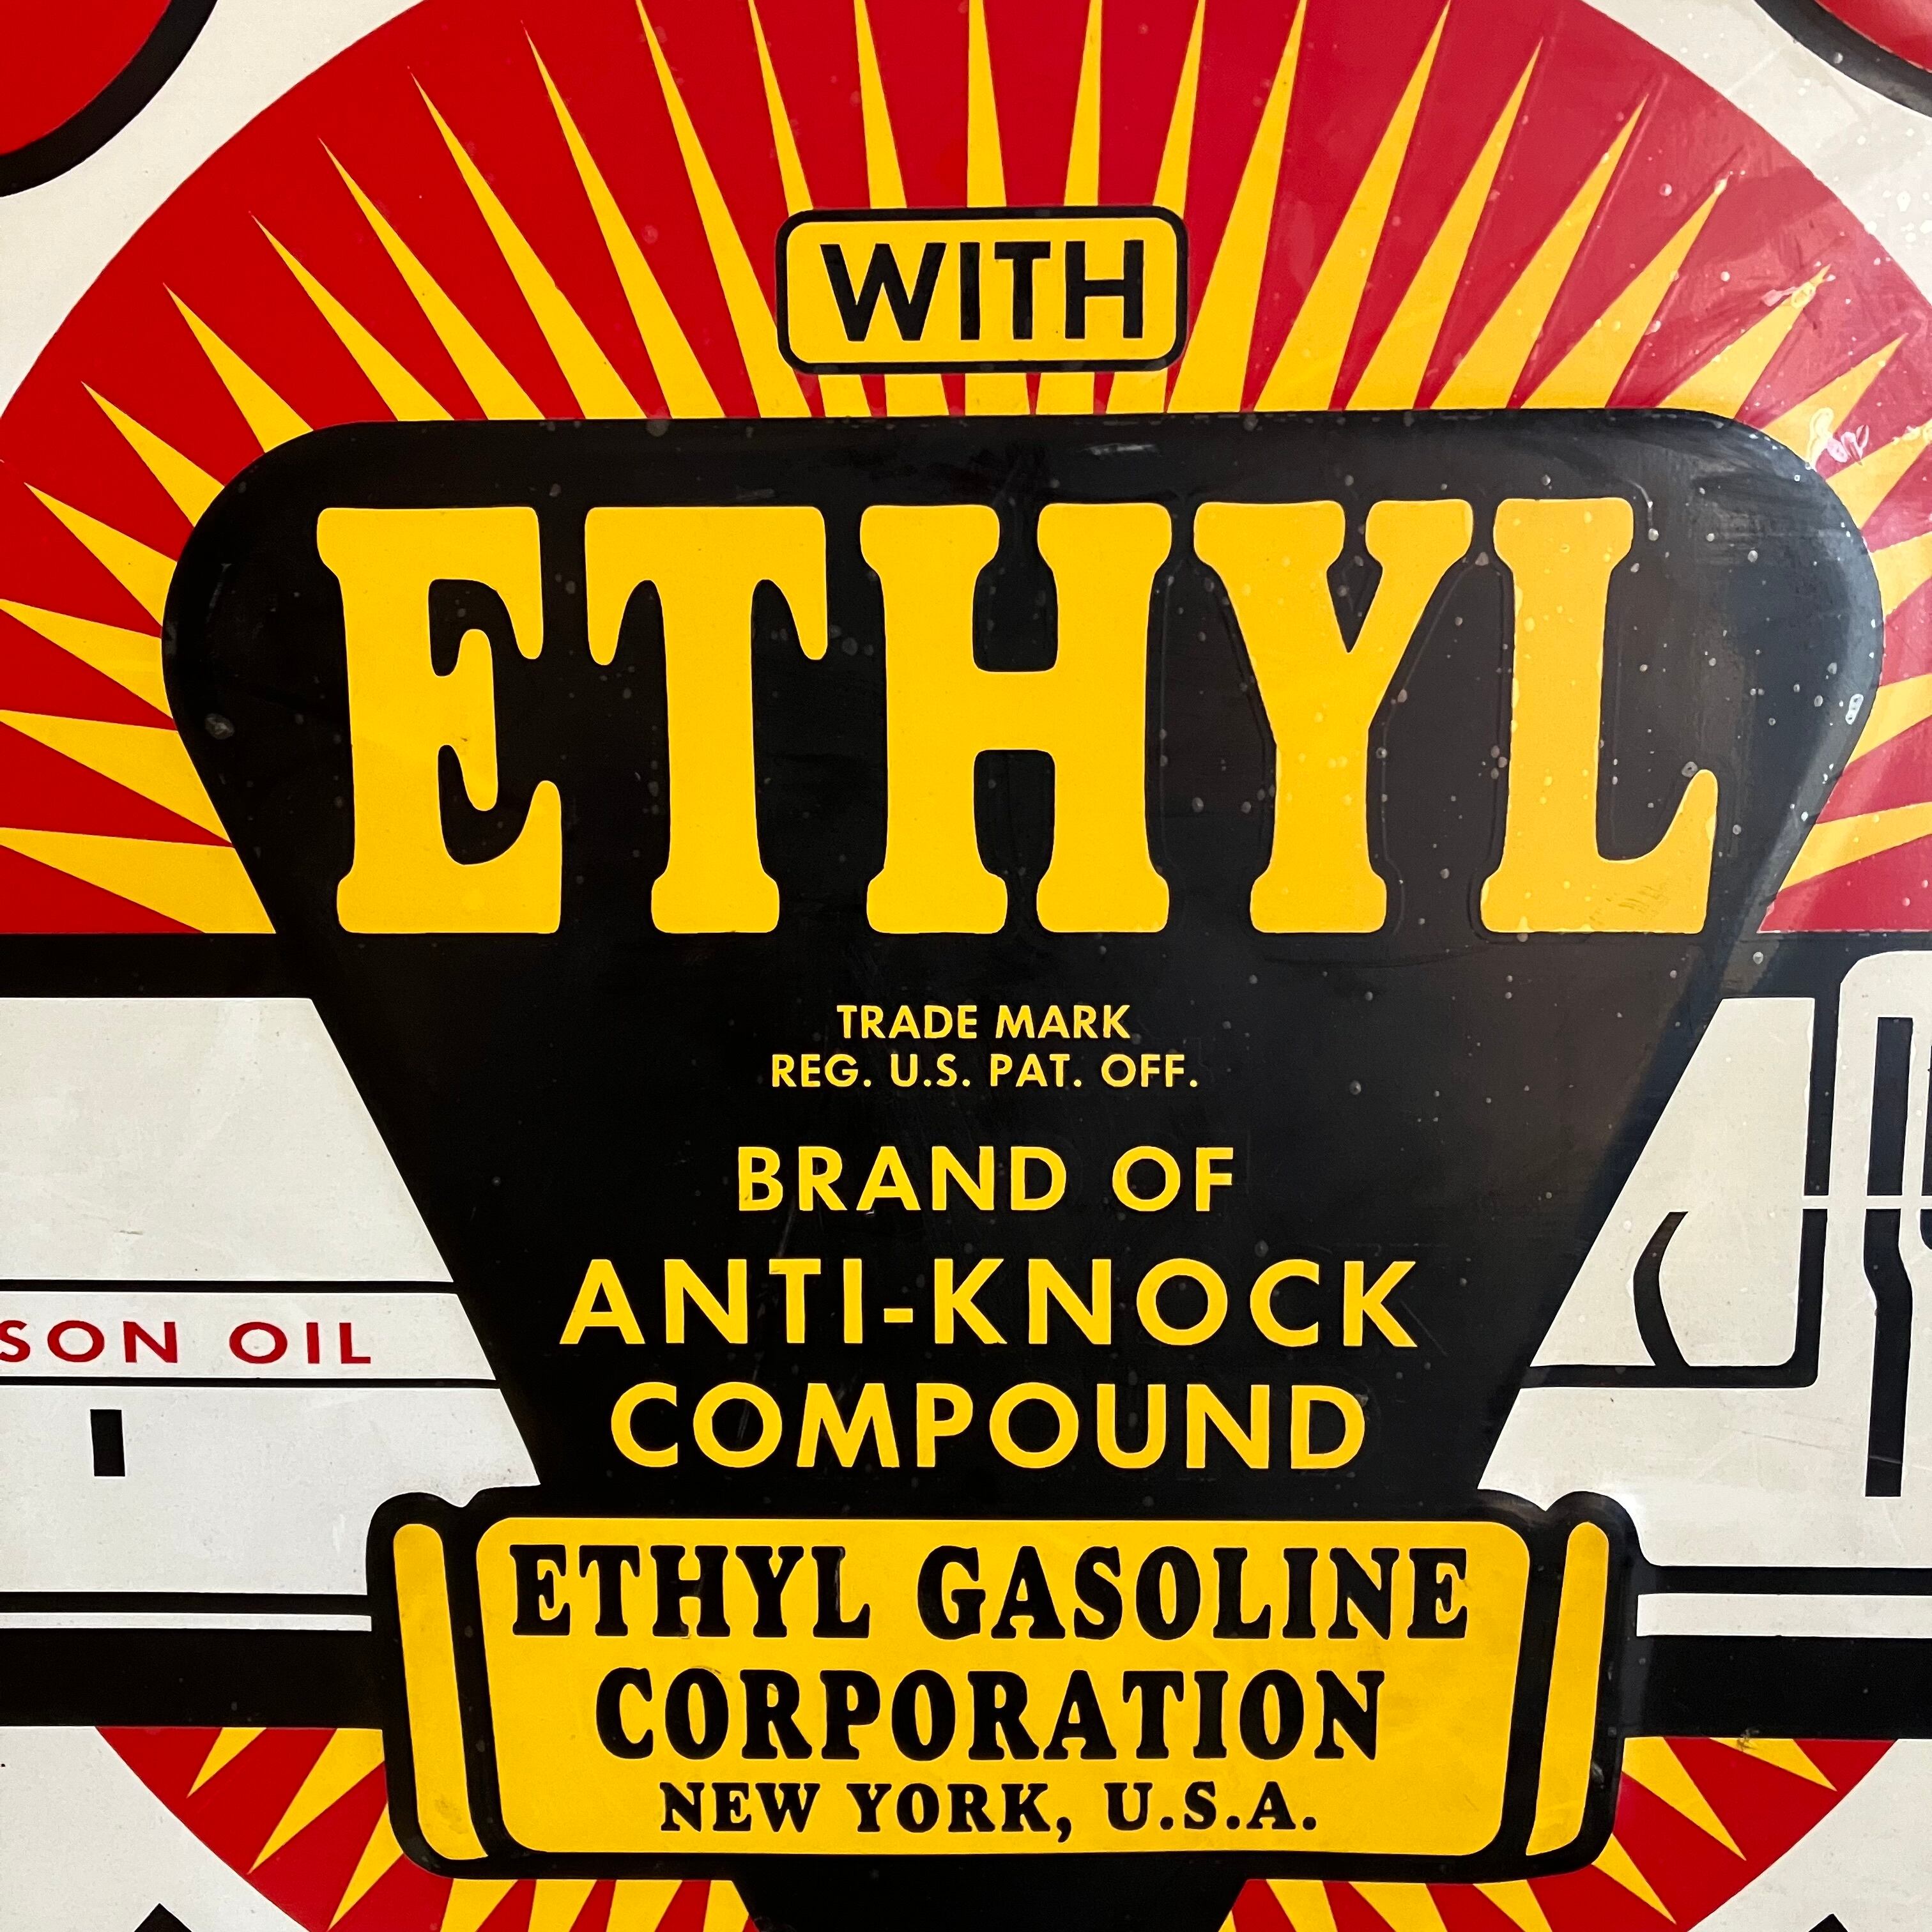 WITH
ETHYL
TRADE MARK
REG. U.S. PAT. OFF.
BRAND OF
ANTI-KNOCK
COMPOUND
SON OIL
ETHYL GASOLINE
CORPORATION
NEW YORK, U.S.A.